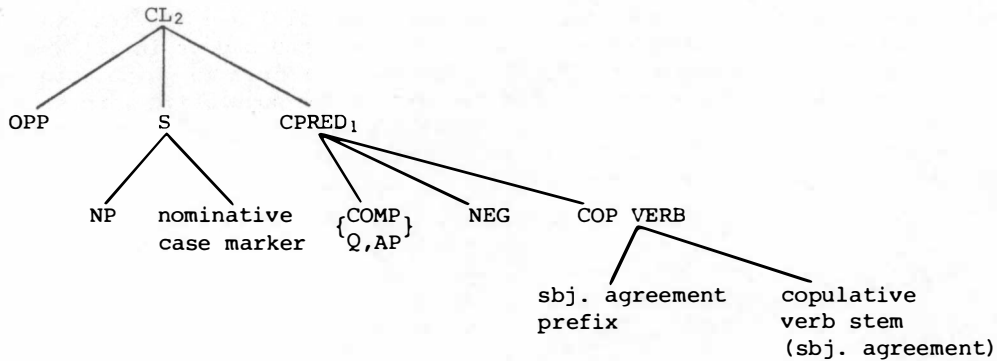 CL₂
OPP S CPRED₁
NP nominative {COMP} NEG COP VERB
case marker {Q,AP}
sbj. agreement copulative
prefix verb stem
(sbj. agreement)